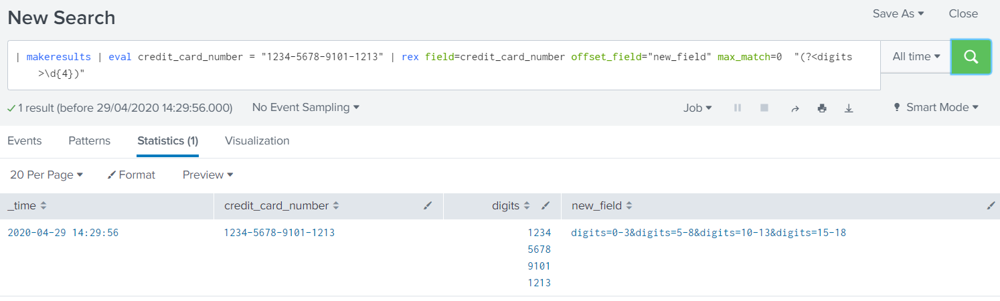 New Search
Save As
Close
| makeresults | eval credit_card_number = "1234-5678-9101-1213" | rex field=credit_card_number offset_field="new_field" max_match=0  "(?<digits
>\d{4})"
All time
1 result (before 29/04/2020 14:29:56.000)
No Event Sampling
Job
Smart Mode
Events
Patterns
Statistics (1)
Visualization
20 Per Page
Format
Preview
_time
credit_card_number
digits
new_field
2020-04-29 14:29:56
1234-5678-9101-1213
1234
5678
9101
1213
digits=0-3&digits=5-8&digits=10-13&digits=15-18